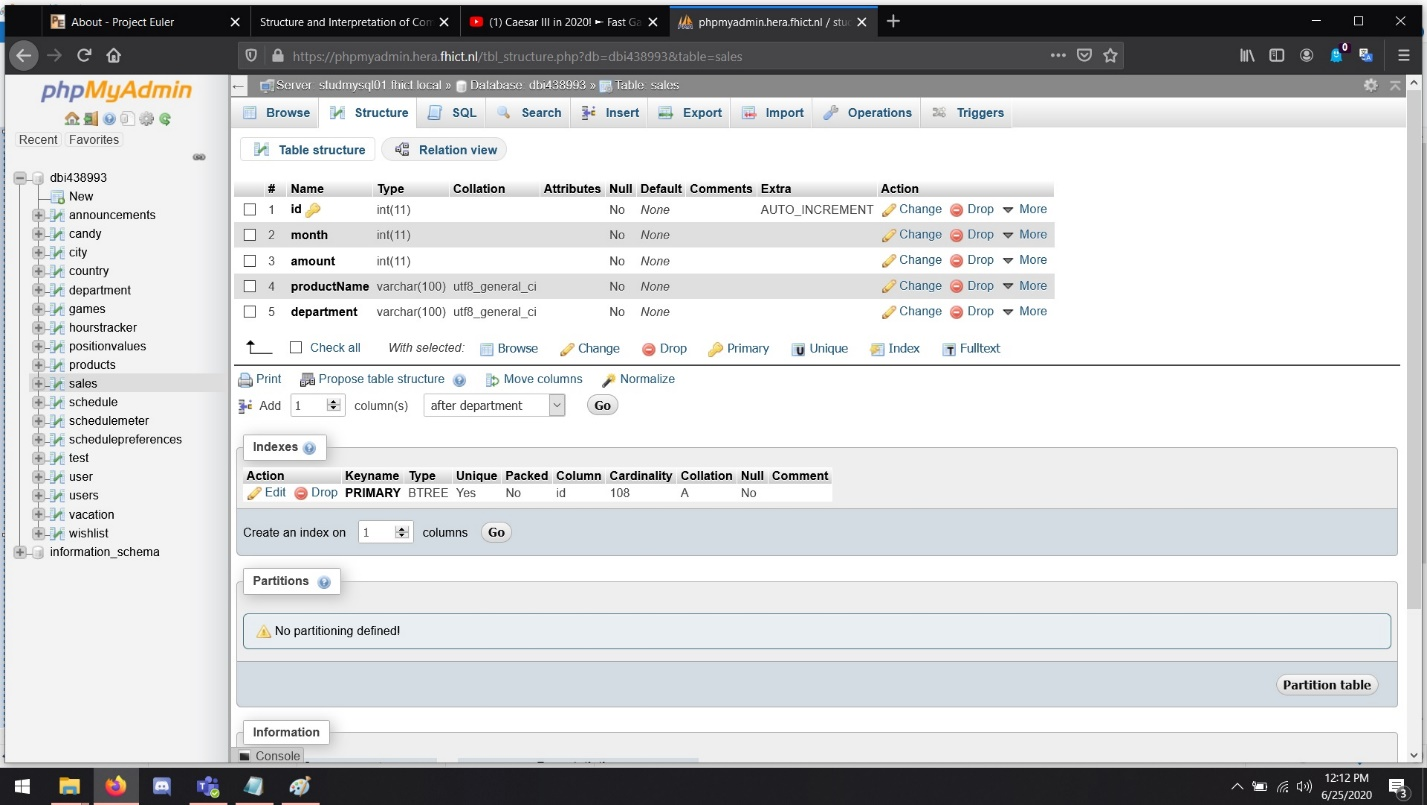 About - Project Euler
Structure and Interpretation of Con
(1) Caesar III in 2020! ► Fast Ga
phpmyadmin.hera.fhict.nl / stud
https://phpmyadmin.hera.fhict.nl/tbl_structure.php?db=dbi438993&table=sales
0
phpMyAdmin
Recent Favorites
dbi438993
New
announcements
candy
city
country
department
games
hourstracker
positionvalues
products
sales
schedule
schedulemeter
schedulepreferences
test
user
users
vacation
wishlist
information_schema
Server studmysql01 fhict local » Database dbi438993 » Table sales
Browse Structure SQL Search Insert Export Import Operations Triggers
Table structure Relation view
# Name Type Collation Attributes Null Default Comments Extra Action
1 id int(11) No None AUTO_INCREMENT Change Drop More
2 month int(11) No None Change Drop More
3 amount int(11) No None Change Drop More
4 productName varchar(100) utf8_general_ci No None Change Drop More
5 department varchar(100) utf8_general_ci No None Change Drop More
Check all With selected: Browse Change Drop Primary Unique Index Fulltext
Print Propose table structure Move columns Normalize
Add 1 column(s) after department Go
Indexes
Action Keyname Type Unique Packed Column Cardinality Collation Null Comment
Edit Drop PRIMARY BTREE Yes No id 108 A No
Create an index on 1 columns Go
Partitions
No partitioning defined!
Partition table
Information
Console
12:12 PM
6/25/2020
3